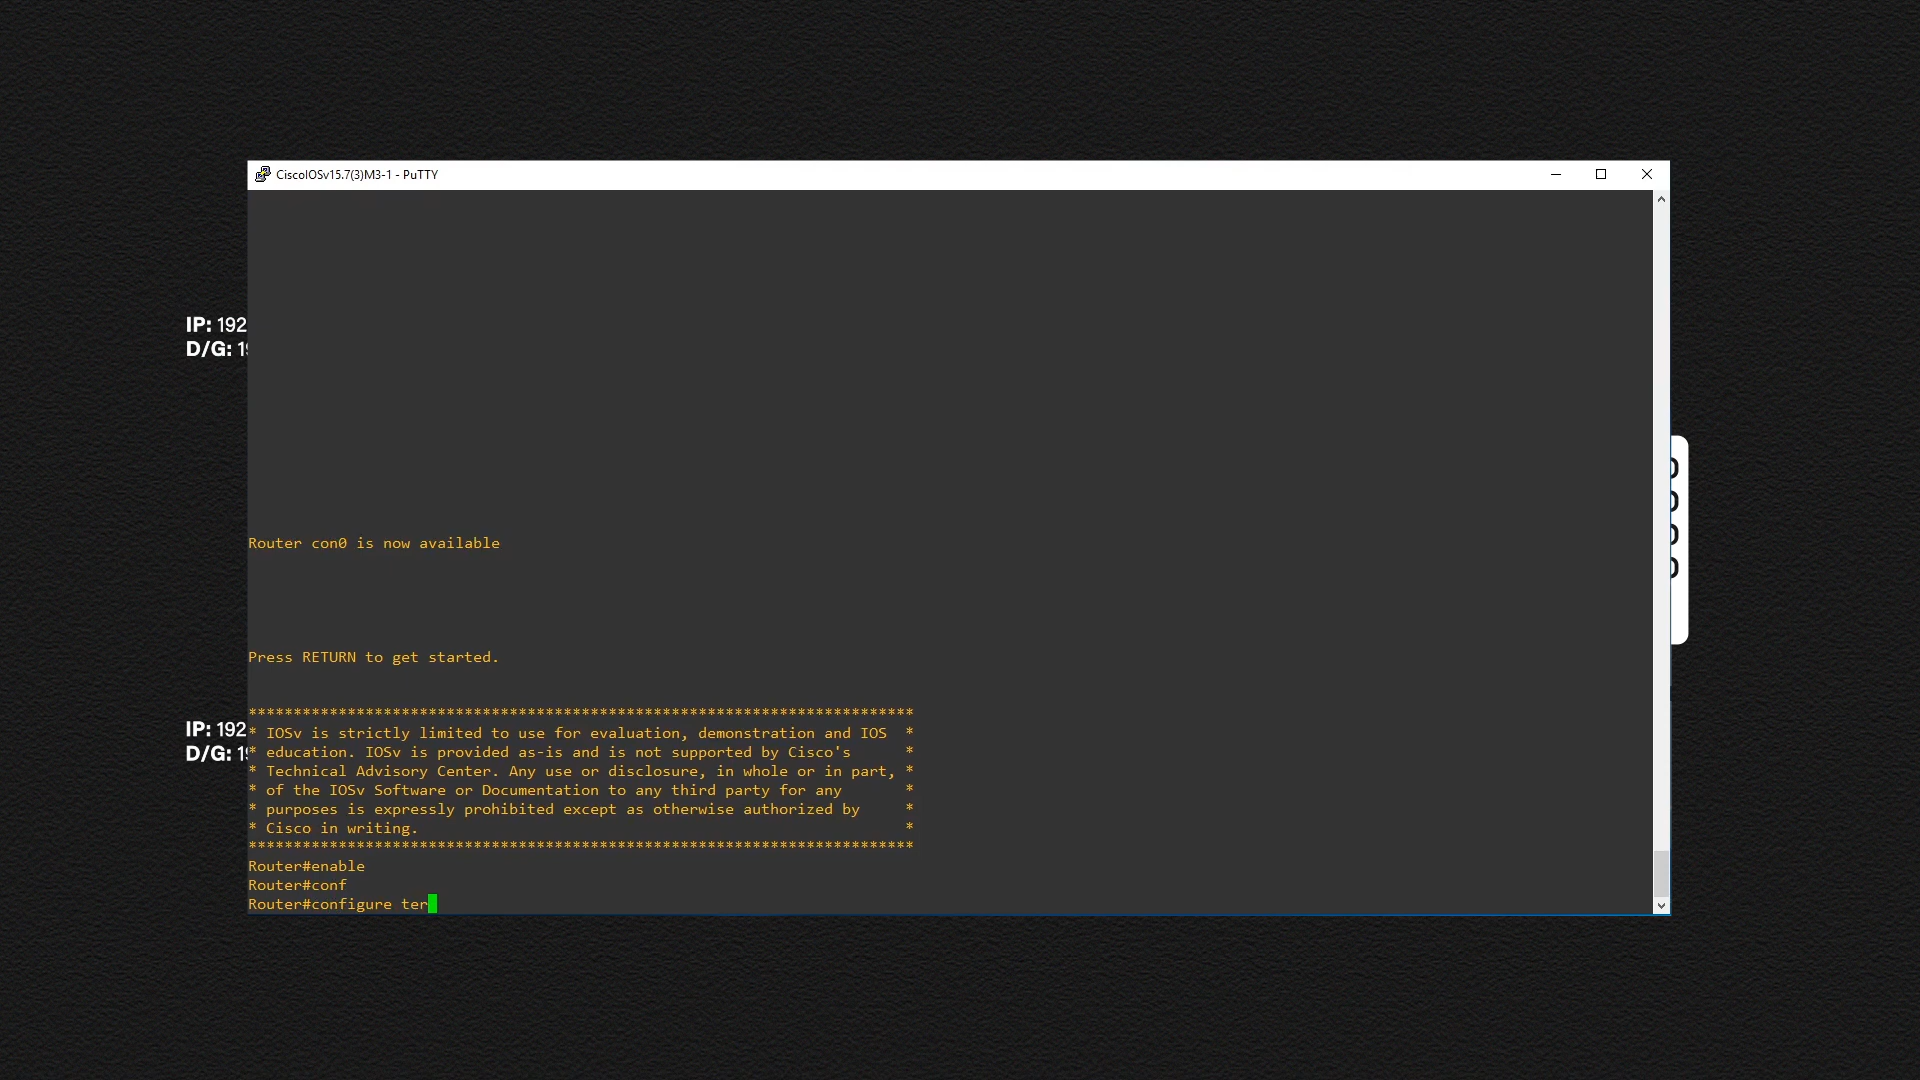 CiscoIOSv15.7(3)M3-1 - PuTTY
IP: 192
D/G: 19
Router con0 is now available
Press RETURN to get started.
**************************************************************************
* IOSv is strictly limited to use for evaluation, demonstration and IOS  *
* education. IOSv is provided as-is and is not supported by Cisco's      *
* Technical Advisory Center. Any use or disclosure, in whole or in part, *
* of the IOSv Software or Documentation to any third party for any       *
* purposes is expressly prohibited except as otherwise authorized by     *
* Cisco in writing.                                                      *
**************************************************************************
IP: 192
D/G: 19
Router#enable
Router#conf
Router#configure ter